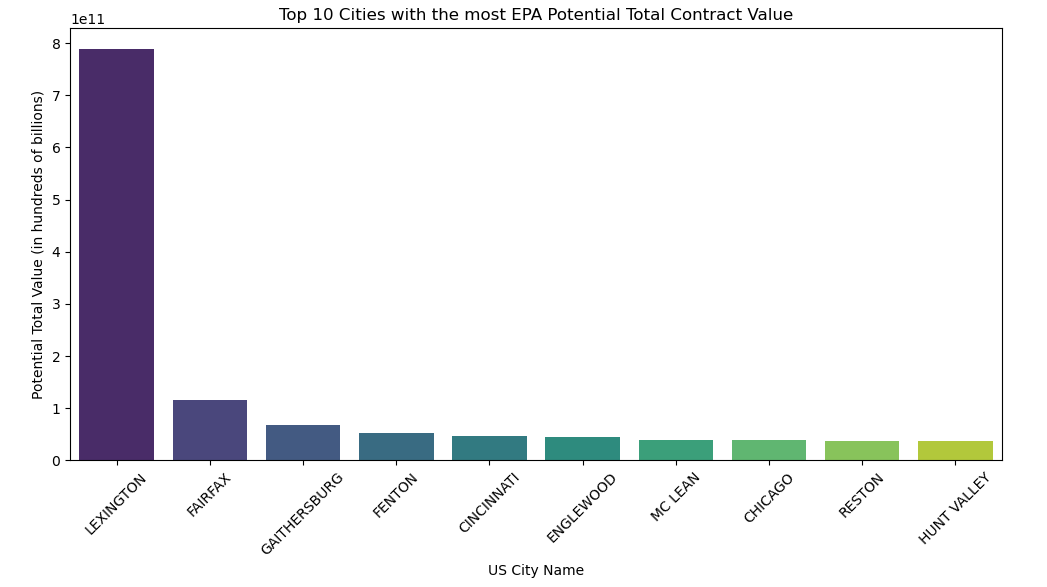 Top 10 Cities with the most EPA Potential Total Contract Value
1e11
Potential Total Value (in hundreds of billions)
8
7
6
5
4
3
2
1
0
LEXINGTON
FAIRFAX
GAITHERSBURG
FENTON
CINCINNATI
ENGLEWOOD
MC LEAN
CHICAGO
RESTON
HUNT VALLEY
US City Name